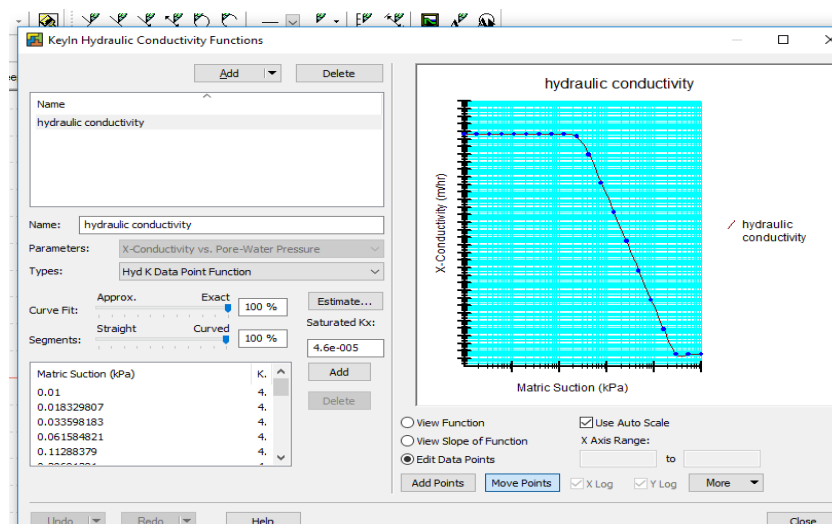 KeyIn Hydraulic Conductivity Functions
Add
Delete
Name
hydraulic conductivity
Name: hydraulic conductivity
Parameters: X-Conductivity vs. Pore-Water Pressure
Types: Hyd K Data Point Function
Approx. Exact
Curve Fit: 100 %
Estimate...
Straight Curved
Saturated Kx:
Segments: 100 %
4.6e-005
Matric Suction (kPa) K.
Add
0.01 4.
Delete
0.018329807 4.
0.033598183 4.
0.061584821 4.
0.11288379 4.
Undo
Redo
Help
hydraulic conductivity
X-Conductivity (m/hr)
Matric Suction (kPa)
hydraulic
conductivity
View Function
Use Auto Scale
View Slope of Function
X Axis Range:
Edit Data Points
to
Add Points
Move Points
X Log
Y Log
More
Close